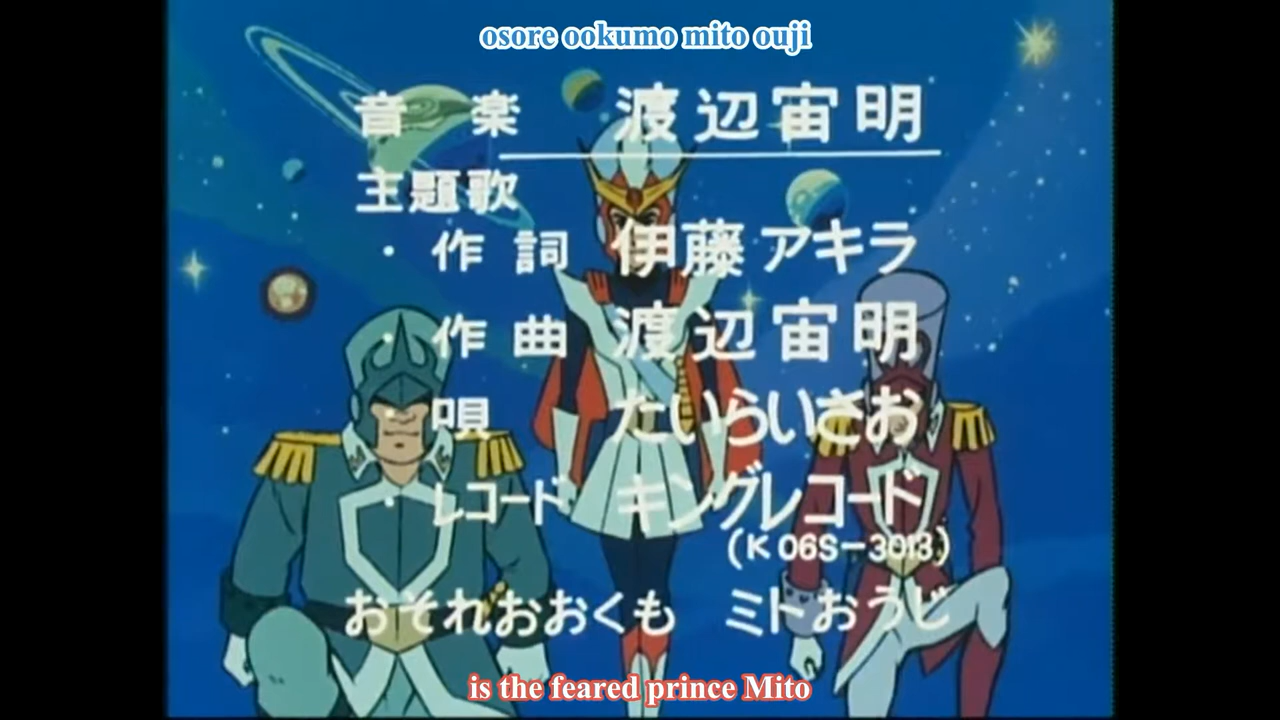 osore ookumo mito ouji
音楽 渡辺宙明
主題歌
・作詞 伊藤アキラ
・作曲 渡辺宙明
・唄 たいらいさお
・レコード キングレコード
(K06S-3013)
おそれおおくも ミトおうじ
is the feared prince Mito